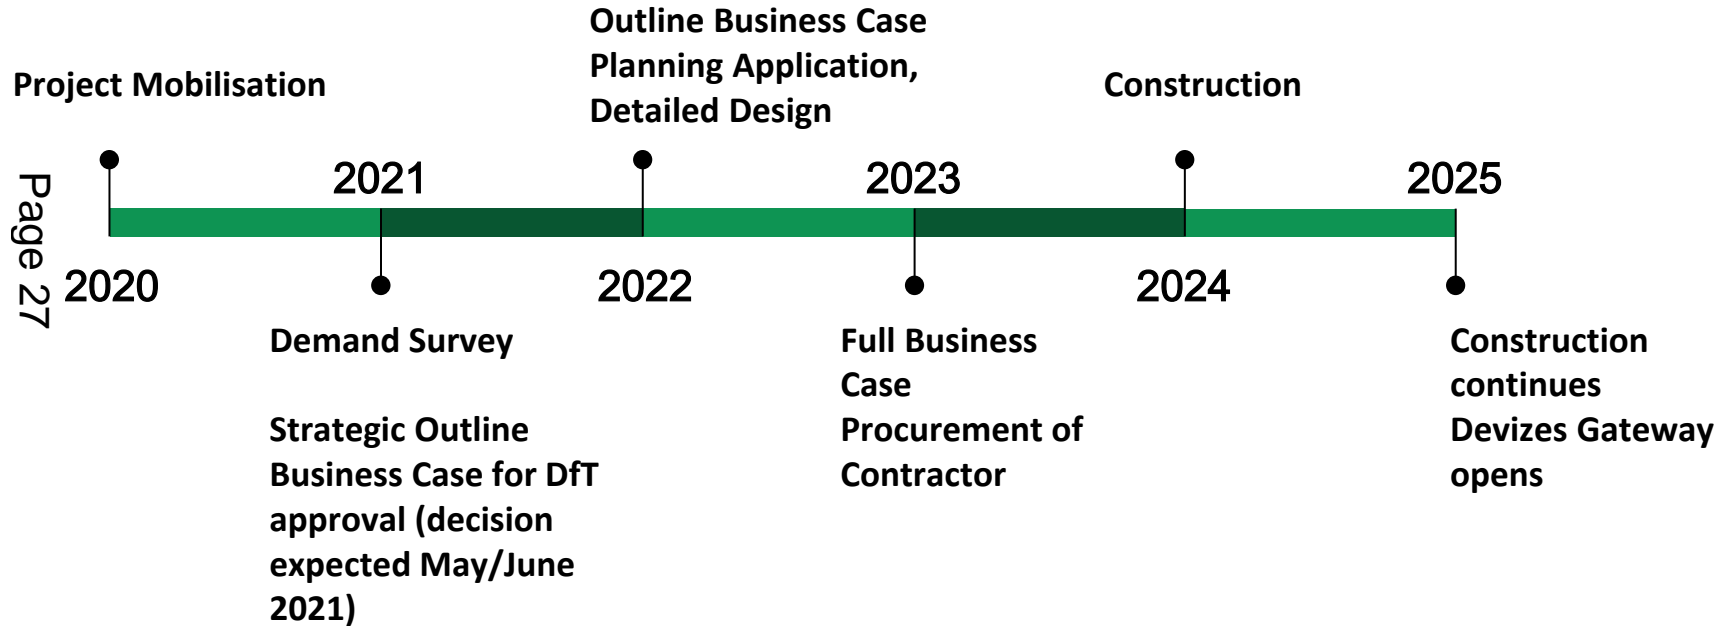 Project Mobilisation
Outline Business Case
Planning Application,
Detailed Design
Construction
2021
2023
2025
2020
2022
2024
Demand Survey
Strategic Outline
Business Case for DfT
approval (decision
expected May/June
2021)
Full Business
Case
Procurement of
Contractor
Construction
continues
Devizes Gateway
opens
Page 27